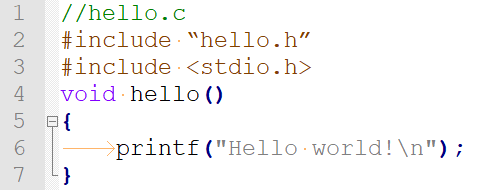 1 //hello.c
2 #include “hello.h”
3 #include <stdio.h>
4 void hello()
5 {
6 printf("Hello world!\n");
7 }